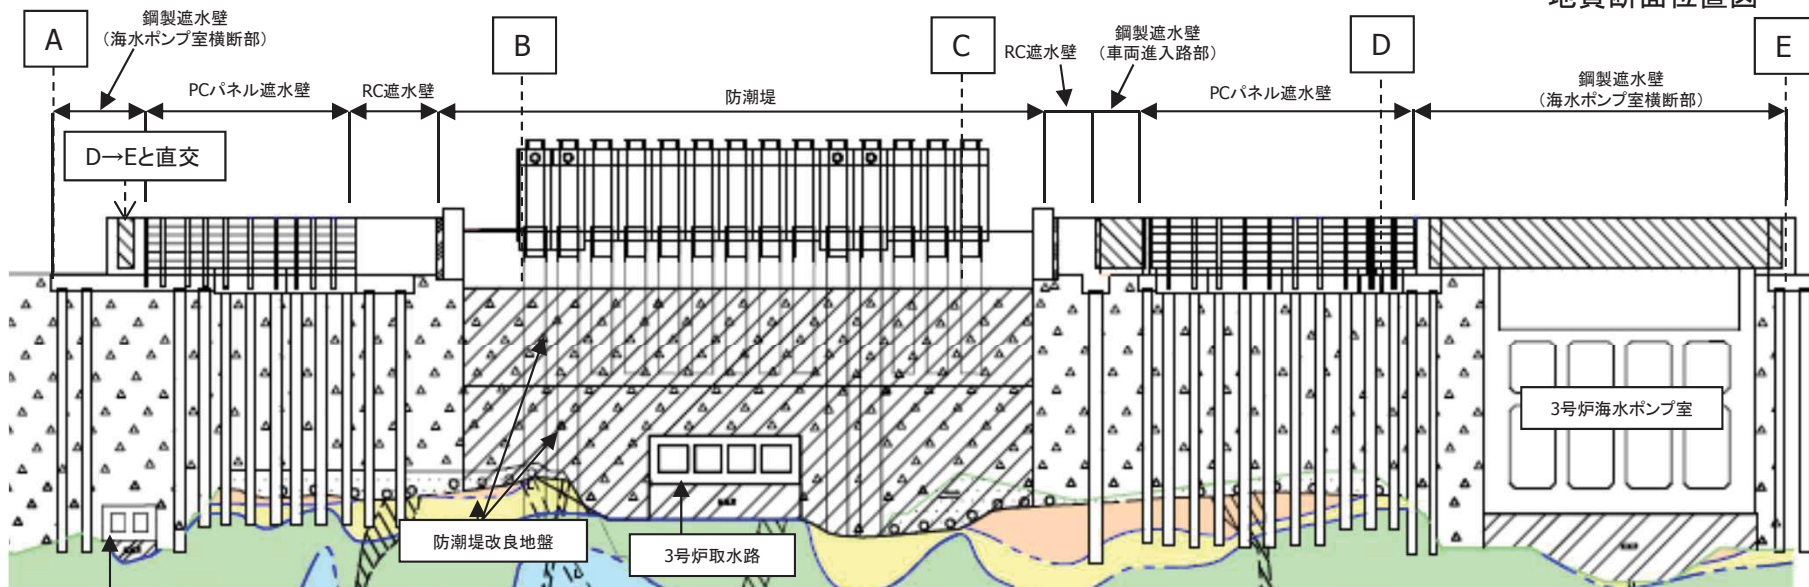 地質断面位置図
A
鋼製遮水壁
（海水ポンプ室横断部）
B
C
RC遮水壁
鋼製遮水壁
（車両進入路部）
D
E
PCパネル遮水壁
RC遮水壁
防潮堤
PCパネル遮水壁
鋼製遮水壁
（海水ポンプ室横断部）
D→Eと直交
3号炉海水ポンプ室
防潮堤改良地盤
3号炉取水路